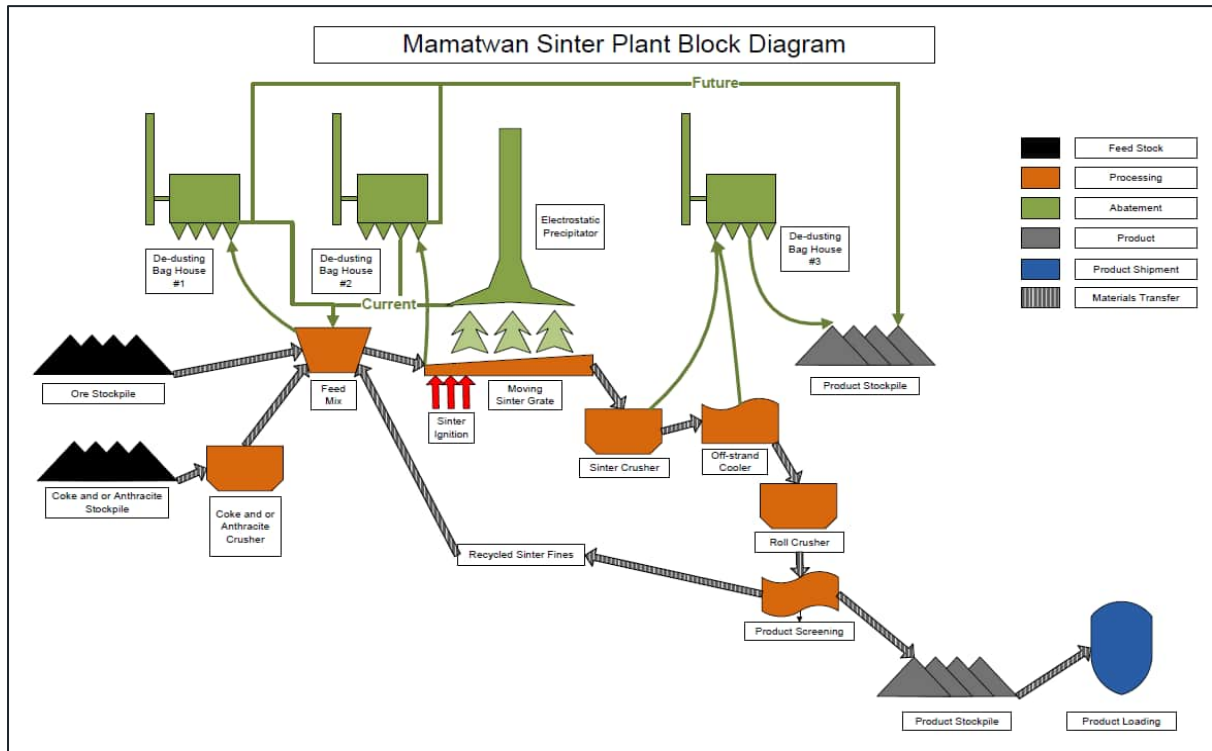 Mamatwan Sinter Plant Block Diagram
Future
Feed Stock
Processing
Abatement
Product
Product Shipment
Materials Transfer
De-dusting
Bag House
#1
De-dusting
Bag House
#2
Electrostatic
Precipitator
De-dusting
Bag House
#3
Current
Ore Stockpile
Feed
Mix
Moving
Sinter Grate
Sinter
Ignition
Product Stockpile
Sinter Crusher
Off-strand
Cooler
Coke and or Anthracite
Stockpile
Coke and or
Anthracite
Crusher
Roll Crusher
Recycled Sinter Fines
Product Screening
Product Stockpile
Product Loading